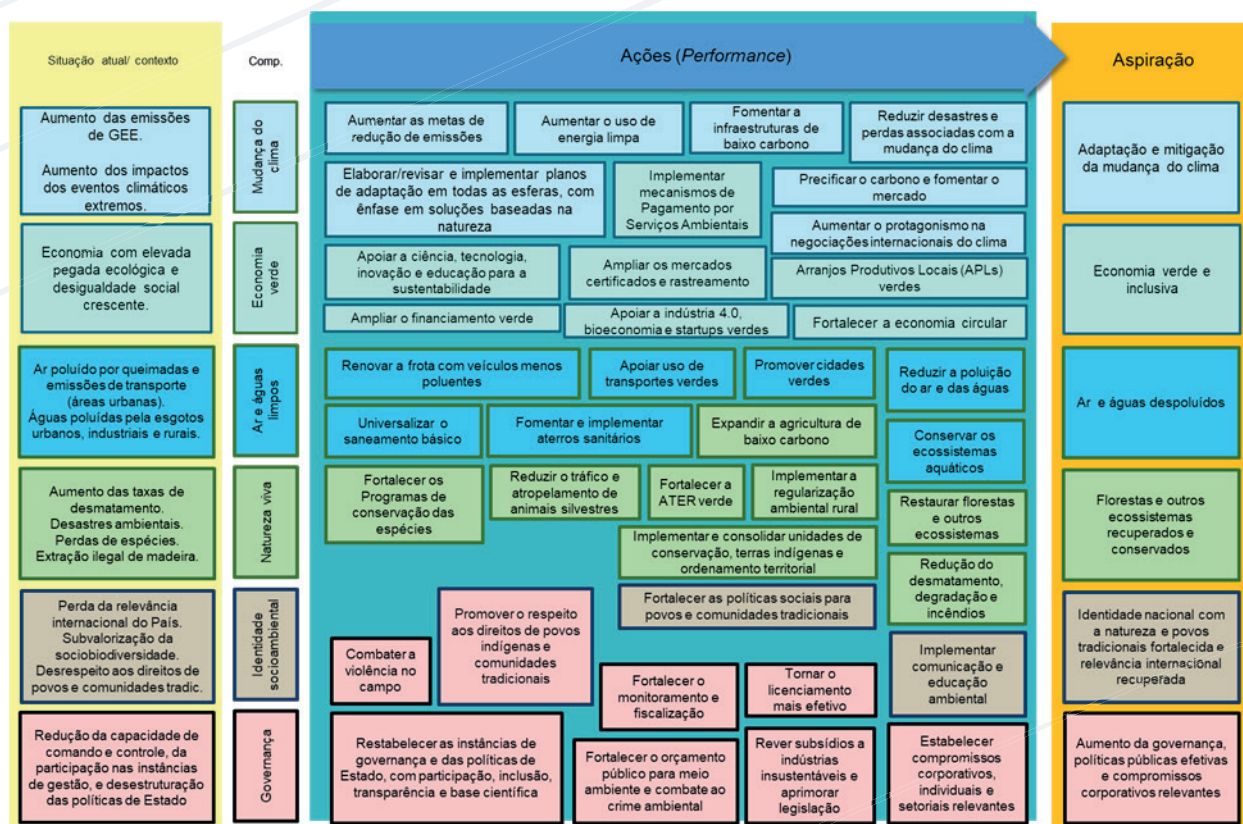 Situação atual/ contexto
Comp.
Ações (Performance)
Aspiração
Aumento das emissões
de GEE.
Aumento dos impactos
dos eventos climáticos
extremos.
Mudança do
clima
Aumentar as metas de
redução de emissões
Aumentar o uso de
energia limpa
Fomentar a
infraestruturas de
baixo carbono
Reduzir desastres e
perdas associadas com a
mudança do clima
Elaborar/revisar e implementar planos
de adaptação em todas as esferas, com
ênfase em soluções baseadas na
natureza
Implementar
mecanismos de
Pagamento por
Serviços Ambientais
Precificar o carbono e fomentar o
mercado
Aumentar o protagonismo na
negociações internacionais do clima
Adaptação e mitigação
da mudança do clima
Economia com elevada
pegada ecológica e
desigualdade social
crescente.
Economia
verde
Apoiar a ciência, tecnologia,
inovação e educação para a
sustentabilidade
Ampliar os mercados
certificados e rastreamento
Arranjos Produtivos Locais (APLs)
verdes
Ampliar o financiamento verde
Apoiar a indústria 4.0,
bioeconomia e startups verdes
Fortalecer a economia circular
Economia verde e
inclusiva
Ar poluído por queimadas e
emissões de transporte
(áreas urbanas).
Águas poluídas pela esgotos
urbanos, industriais e rurais.
Ar e águas
limpos
Renovar a frota com veículos menos
poluentes
Apoiar uso de
transportes verdes
Promover cidades
verdes
Reduzir a poluição
do ar e das águas
Universalizar o
saneamento básico
Fomentar e implementar
aterros sanitários
Expandir a agricultura de
baixo carbono
Conservar os
ecossistemas
aquáticos
Ar e águas despoluídos
Aumento das taxas de
desmatamento.
Desastres ambientais.
Perdas de espécies.
Extração ilegal de madeira.
Natureza viva
Fortalecer os
Programas de
conservação das
espécies
Reduzir o tráfico e
atropelamento de
animais silvestres
Fortalecer a
ATER verde
Implementar a
regularização
ambiental rural
Restaurar florestas
e outros
ecossistemas
Implementar e consolidar unidades de
conservação, terras indígenas e
ordenamento territorial
Redução do
desmatamento,
degradação e
incêndios
Florestas e outros
ecossistemas
recuperados e
conservados
Perda da relevância
internacional do País.
Subvalorização da
sociobiodiversidade.
Desrespeito aos direitos de
povos e comunidades tradic.
Identidade
socioambiental
Combater a
violência no
campo
Promover o respeito
aos direitos de povos
indígenas e
comunidades
tradicionais
Fortalecer as políticas sociais para
povos e comunidades tradicionais
Fortalecer o
monitoramento e
fiscalização
Tornar o
licenciamento
mais efetivo
Implementar
comunicação e
educação
ambiental
Identidade nacional com
a natureza e povos
tradicionais fortalecida e
relevância internacional
recuperada
Redução da capacidade de
comando e controle, da
participação nas instâncias
de gestão, e desestruturação
das políticas de Estado
Governança
Restabelecer as instâncias de
governança e das políticas de
Estado, com participação, inclusão,
transparência e base científica
Fortalecer o orçamento
público para meio
ambiente e combate ao
crime ambiental
Rever subsídios a
indústrias
insustentáveis e
aprimorar
legislação
Estabelecer
compromissos
corporativos,
individuais e
setoriais relevantes
Aumento da governança,
políticas públicas efetivas
e compromissos
corporativos relevantes